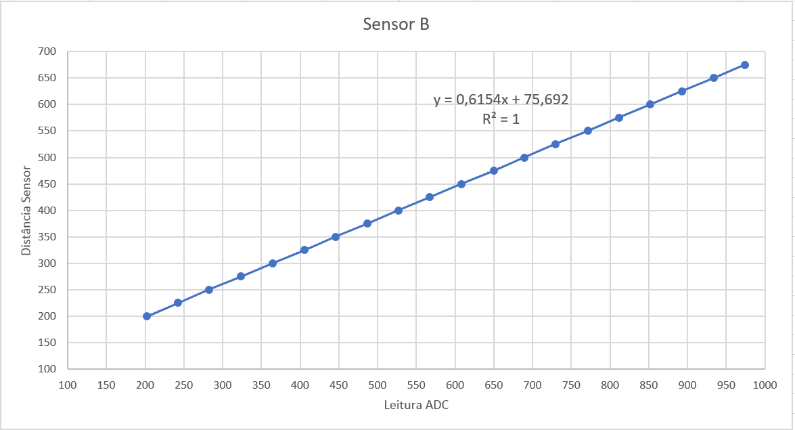 Sensor B
700
650
600
550
500
450
400
350
300
250
200
150
100
Distância Sensor
y = 0,6154x + 75,692
R² = 1
100 150 200 250 300 350 400 450 500 550 600 650 700 750 800 850 900 950 1000
Leitura ADC